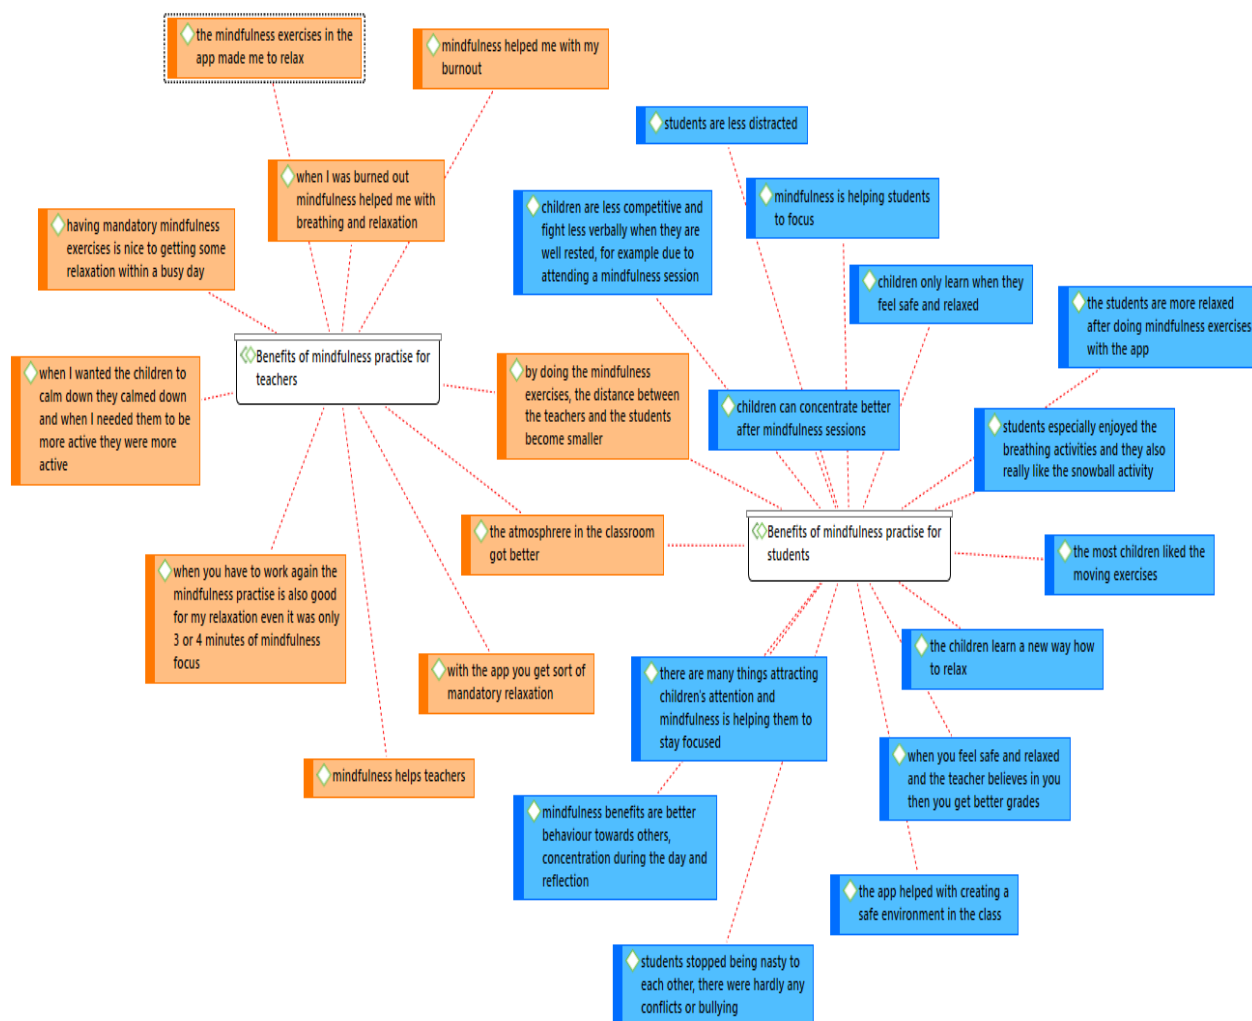 the mindfulness exercises in the
app made me to relax
mindfulness helped me with my
burnout
students are less distracted
when I was burned out
mindfulness helped me with
breathing and relaxation
mindfulness is helping students
to focus
children are less competitive and
fight less verbally when they are
well rested, for example due to
attending a mindfulness session
having mandatory mindfulness
exercises is nice to getting some
relaxation within a busy day
children only learn when they
feel safe and relaxed
the students are more relaxed
after doing mindfulness exercises
with the app
Benefits of mindfulness practise for
teachers
when I wanted the children to
calm down they calmed down
and when I needed them to be
more active they were more
active
by doing the mindfulness
exercises, the distance between
the teachers and the students
become smaller
children can concentrate better
after mindfulness sessions
students especially enjoyed the
breathing activities and they also
really like the snowball activity
the atmosphrere in the classroom
got better
Benefits of mindfulness practise for
students
the most children liked the
moving exercises
when you have to work again the
mindfulness practise is also good
for my relaxation even it was only
3 or 4 minutes of mindfulness
focus
the children learn a new way how
to relax
with the app you get sort of
mandatory relaxation
there are many things attracting
children's attention and
mindfulness is helping them to
stay focused
when you feel safe and relaxed
and the teacher believes in you
then you get better grades
mindfulness helps teachers
mindfulness benefits are better
behaviour towards others,
concentration during the day and
reflection
the app helped with creating a
safe environment in the class
students stopped being nasty to
each other, there were hardly any
conflicts or bullying